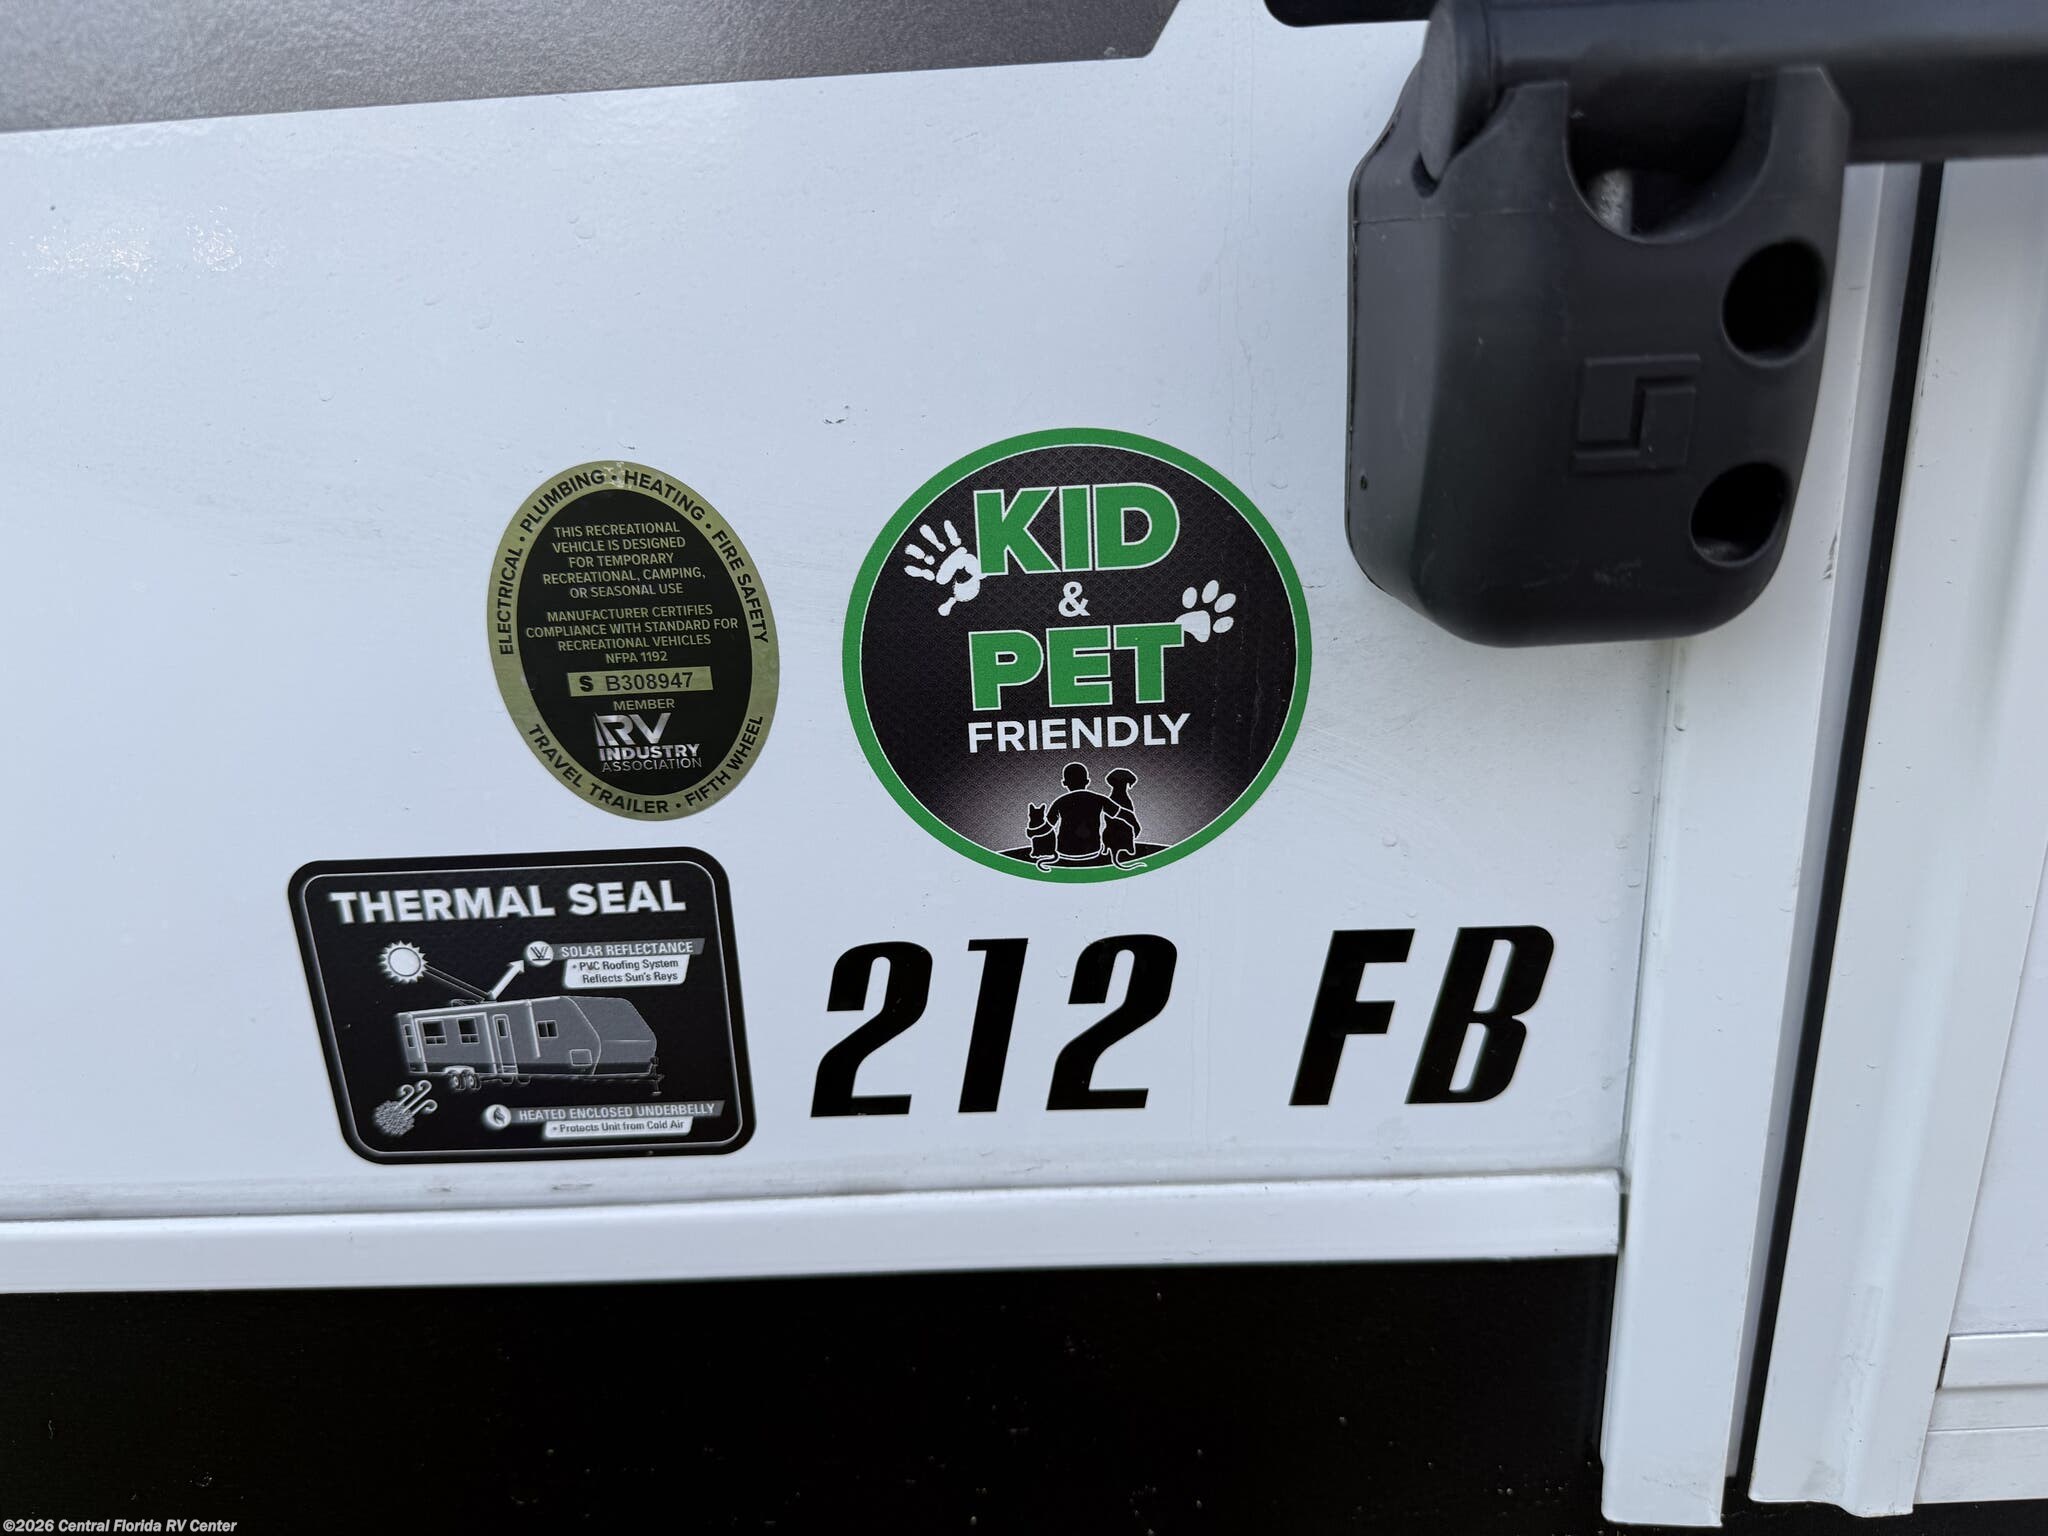 ELECTRICAL • PLUMBING • HEATING • FIRE SAFETY
THIS RECREATIONAL
VEHICLE IS DESIGNED
FOR TEMPORARY
RECREATIONAL, CAMPING,
OR SEASONAL USE
MANUFACTURER CERTIFIES
COMPLIANCE WITH STANDARD FOR
RECREATIONAL VEHICLES
NFPA 1192
S B308947
MEMBER
RV
INDUSTRY
ASSOCIATION
TRAVEL TRAILER • FIFTH WHEEL
KID
&
PET
FRIENDLY
THERMAL SEAL
SOLAR REFLECTANCE
• PVC Roofing System
Reflects Sun's Rays
HEATED ENCLOSED UNDERBELLY
• Protects Unit from Cold Air
212 FB
©2026 Central Florida RV Center